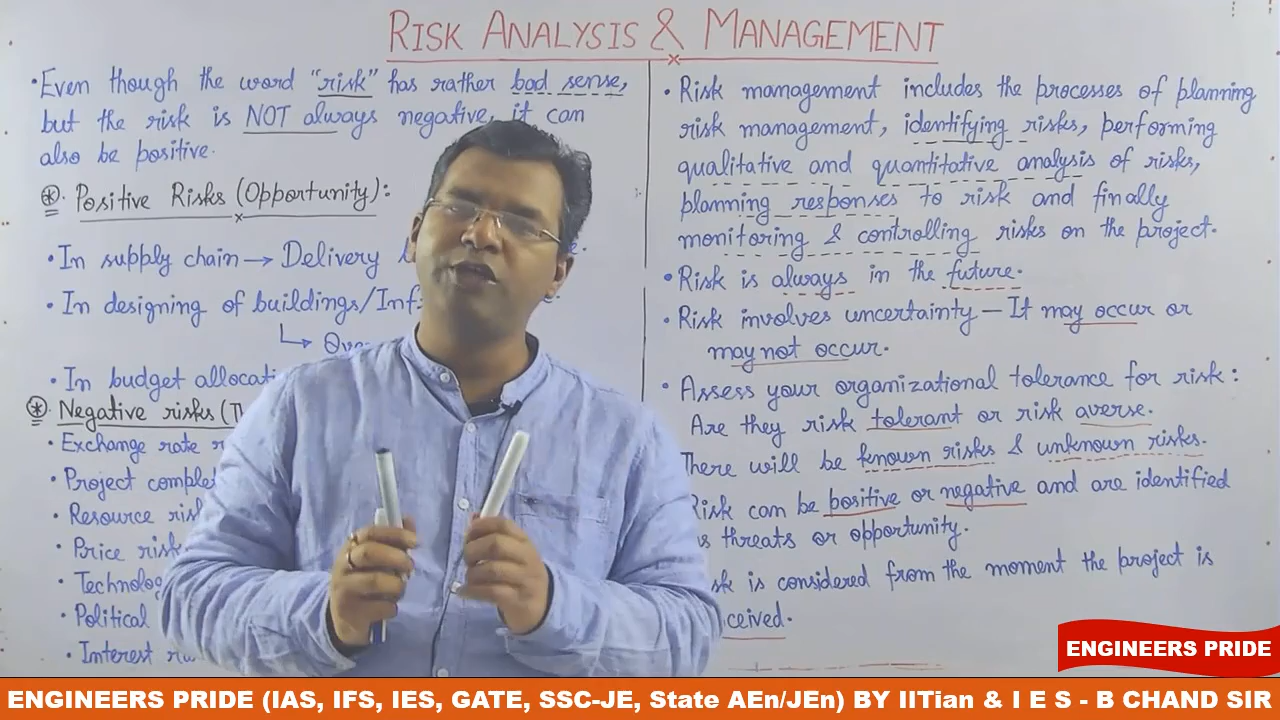 RISK ANALYSIS & MANAGEMENT
• Even though the word "risk" has rather bad sense,
but the risk is NOT always negative, it can
also be positive.
Positive Risks (Opportunity):
• In supply chain → Delivery
• In designing of buildings/
• In budget
Negative risks
• Exchange rate
• Project
• Resource
• Price risk
•
• Political
• Interest
• Risk management includes the processes of planning
risk management, identifying risks, performing
qualitative and quantitative analysis of risks,
planning responses to risk and finally
monitoring & controlling risks on the project.
• Risk is always in the future.
• Risk involves uncertainty — It may occur or
may not occur.
• Assess your organizational tolerance for risk:
Are they risk tolerant or risk averse.
There will be known risks & unknown risks.
Risk can be positive or negative and are identified
threats or opportunity.
is considered from the moment the project is
ENGINEERS PRIDE
ENGINEERS PRIDE (IAS, IFS, IES, GATE, SSC-JE, State AEn/JEn) BY IITian & I E S - B CHAND SIR